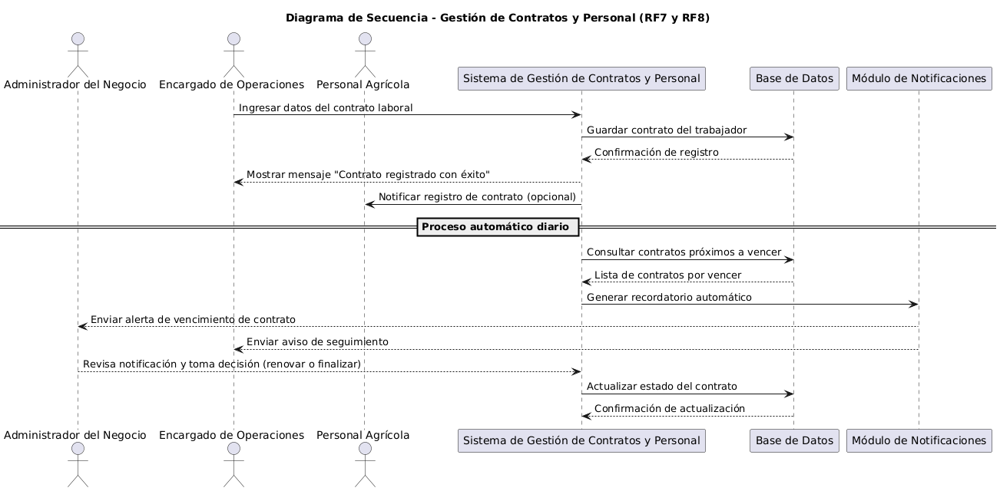 Diagrama de Secuencia - Gestión de Contratos y Personal (RF7 y RF8)
Administrador del Negocio
Encargado de Operaciones
Personal Agrícola
Sistema de Gestión de Contratos y Personal
Base de Datos
Módulo de Notificaciones
Ingresar datos del contrato laboral
Guardar contrato del trabajador
Confirmación de registro
Mostrar mensaje "Contrato registrado con éxito"
Notificar registro de contrato (opcional)
Proceso automático diario
Consultar contratos próximos a vencer
Lista de contratos por vencer
Generar recordatorio automático
Enviar alerta de vencimiento de contrato
Enviar aviso de seguimiento
Revisa notificación y toma decisión (renovar o finalizar)
Actualizar estado del contrato
Confirmación de actualización
Administrador del Negocio
Encargado de Operaciones
Personal Agrícola
Sistema de Gestión de Contratos y Personal
Base de Datos
Módulo de Notificaciones